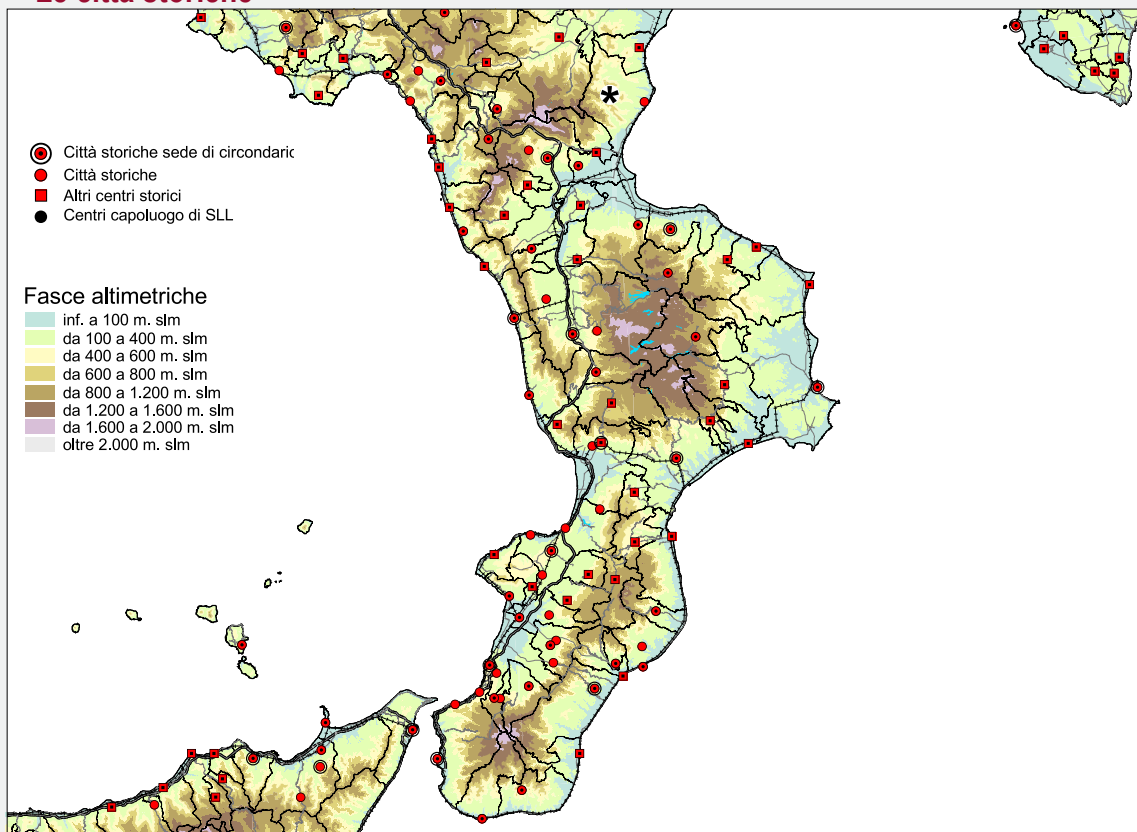 Città storiche sede di circondario
Città storiche
Altri centri storici
Centri capoluogo di SLL
Fasce altimetriche
inf. a 100 m. slm
da 100 a 400 m. slm
da 400 a 600 m. slm
da 600 a 800 m. slm
da 800 a 1.200 m. slm
da 1.200 a 1.600 m. slm
da 1.600 a 2.000 m. slm
oltre 2.000 m. slm
*